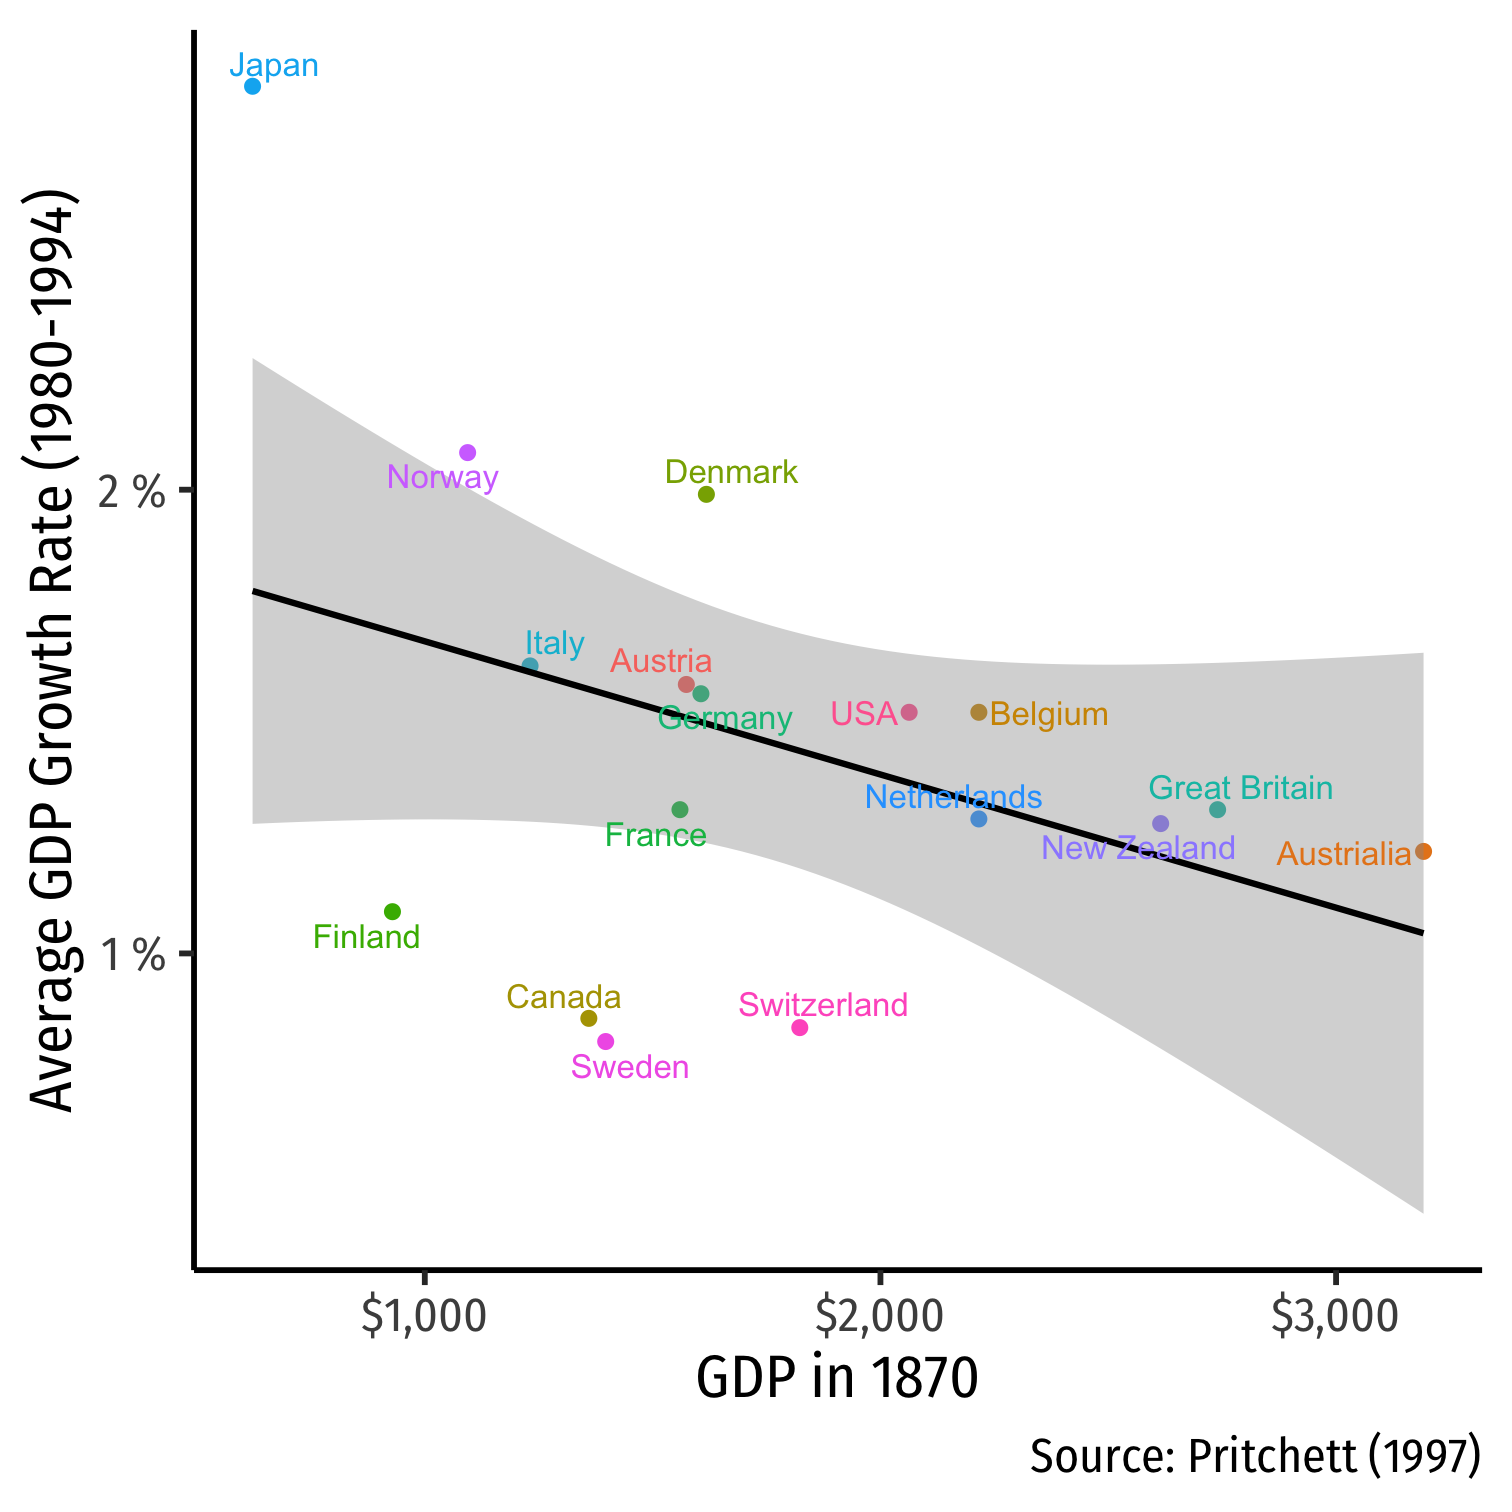 Japan
Average GDP Growth Rate (1980-1994)
Norway
Denmark
2 %
Italy
Austria
Germany
USA
Belgium
Netherlands
Great Britain
France
New Zealand
Austrialia
Finland
1 %
Canada
Switzerland
Sweden
$1,000
$2,000
$3,000
GDP in 1870
Source: Pritchett (1997)